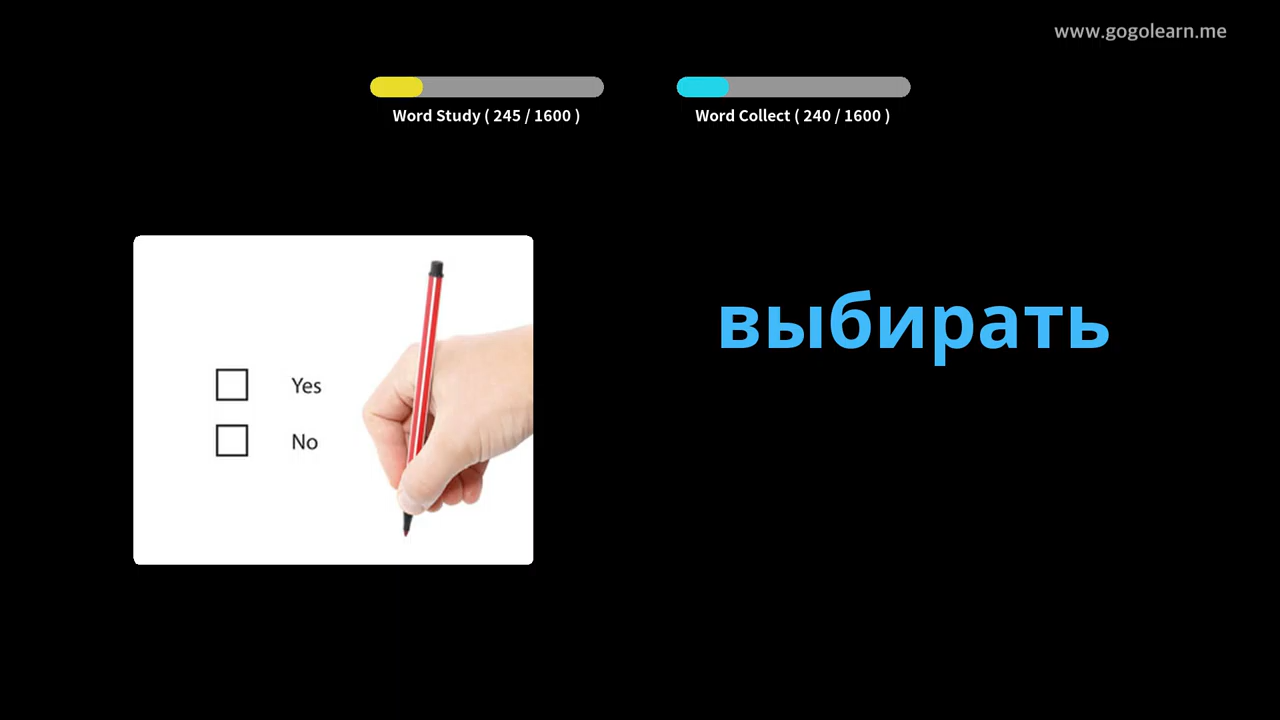 www.gogolearn.me
Word Study ( 245 / 1600 )
Word Collect ( 240 / 1600 )
выбирать
Yes
No